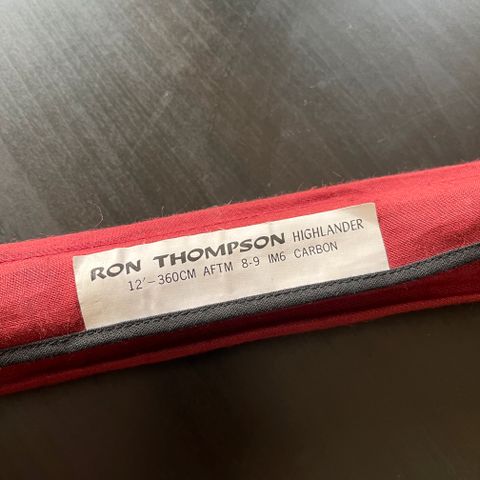 RON THOMPSON HIGHLANDER
12'-360CM AFTM 8-9 IM6 CARBON